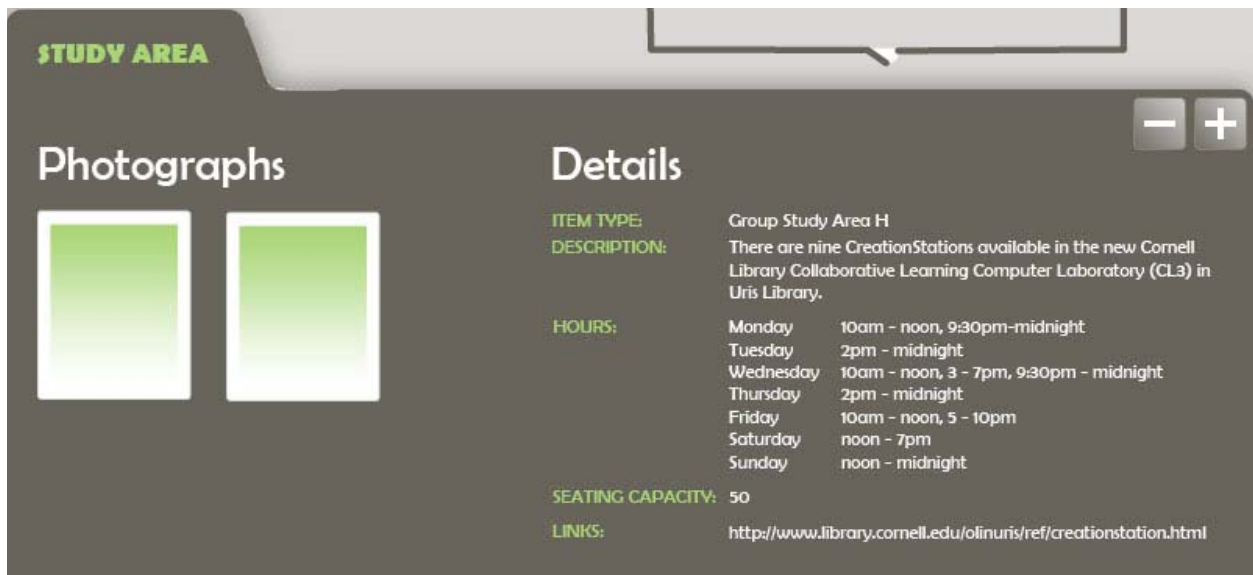 STUDY AREA
Photographs
Details
ITEM TYPE: Group Study Area H
DESCRIPTION: There are nine CreationStations available in the new Cornell
Library Collaborative Learning Computer Laboratory (CL3) in
Uris Library.
HOURS: Monday 10am - noon, 9:30pm-midnight
Tuesday 2pm - midnight
Wednesday 10am - noon, 3 - 7pm, 9:30pm - midnight
Thursday 2pm - midnight
Friday 10am - noon, 5 - 10pm
Saturday noon - 7pm
Sunday noon - midnight
SEATING CAPACITY: 50
LINKS: http://www.library.cornell.edu/olinuris/ref/creationstation.html